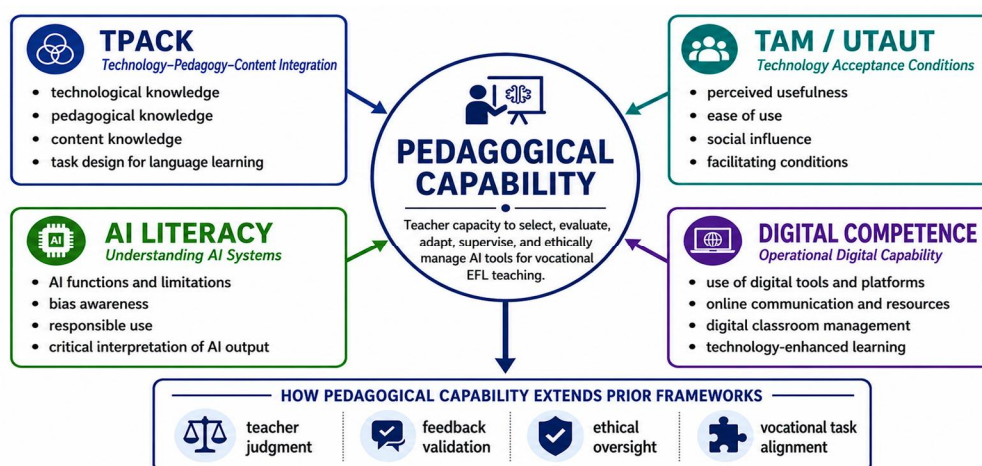 TPACK
Technology–Pedagogy–Content Integration
• technological knowledge
• pedagogical knowledge
• content knowledge
• task design for language learning
TAM / UTAUT
Technology Acceptance Conditions
• perceived usefulness
• ease of use
• social influence
• facilitating conditions
PEDAGOGICAL
CAPABILITY
Teacher capacity to select, evaluate,
adapt, supervise, and ethically
manage AI tools for vocational
EFL teaching.
AI
AI LITERACY
Understanding AI Systems
• AI functions and limitations
• bias awareness
• responsible use
• critical interpretation of AI output
DIGITAL COMPETENCE
Operational Digital Capability
• use of digital tools and platforms
• online communication and resources
• digital classroom management
• technology-enhanced learning
HOW PEDAGOGICAL CAPABILITY EXTENDS PRIOR FRAMEWORKS
teacher
judgment
feedback
validation
ethical
oversight
vocational task
alignment